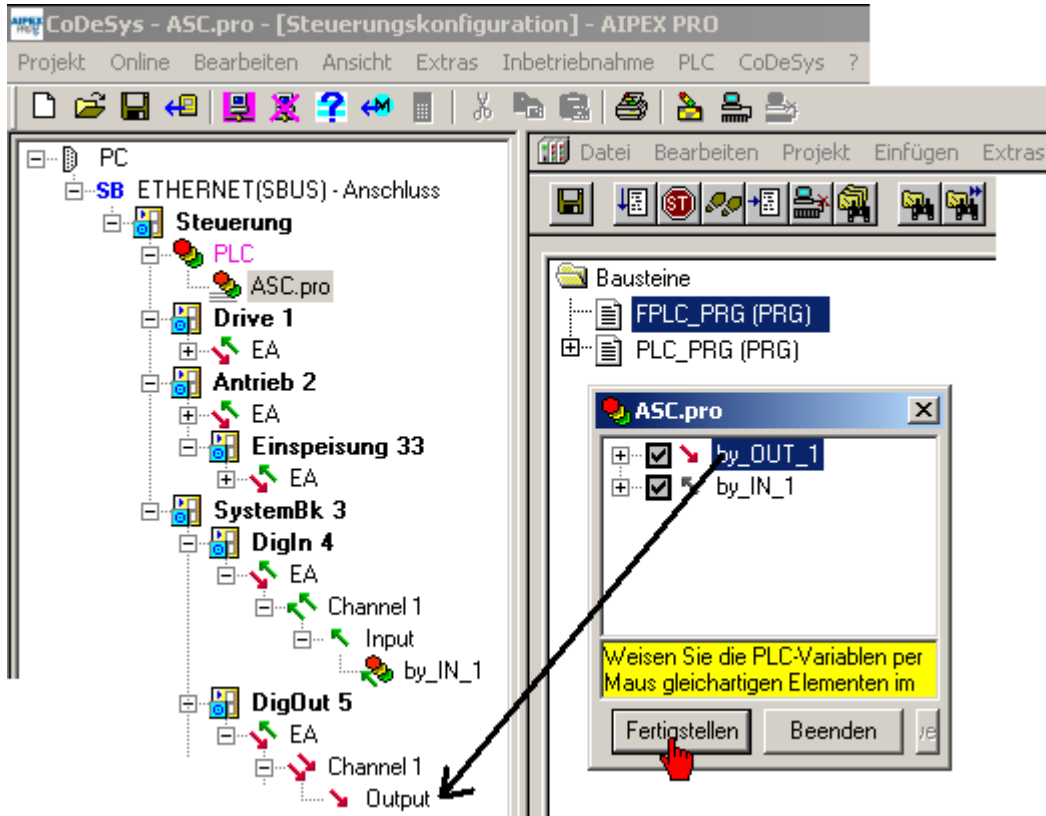 CoDeSys - ASC.pro - [Steuerungskonfiguration] - AIPEX PRO
Projekt Online Bearbeiten Ansicht Extras Inbetriebnahme PLC CoDeSys ?
PC
SB ETHERNET(SBUS) - Anschluss
Steuerung
PLC
ASC.pro
Drive 1
EA
Antrieb 2
EA
Einspeisung 33
EA
SystemBk 3
DigIn 4
EA
Channel 1
Input
by_IN_1
DigOut 5
EA
Channel 1
Output
Datei Bearbeiten Projekt Einfügen Extras
ST
Bausteine
FPLC_PRG (PRG)
PLC_PRG (PRG)
ASC.pro
by_OUT_1
by_IN_1
Weisen Sie die PLC-Variablen per
Maus gleichartigen Elementen im
Fertigstellen Beenden